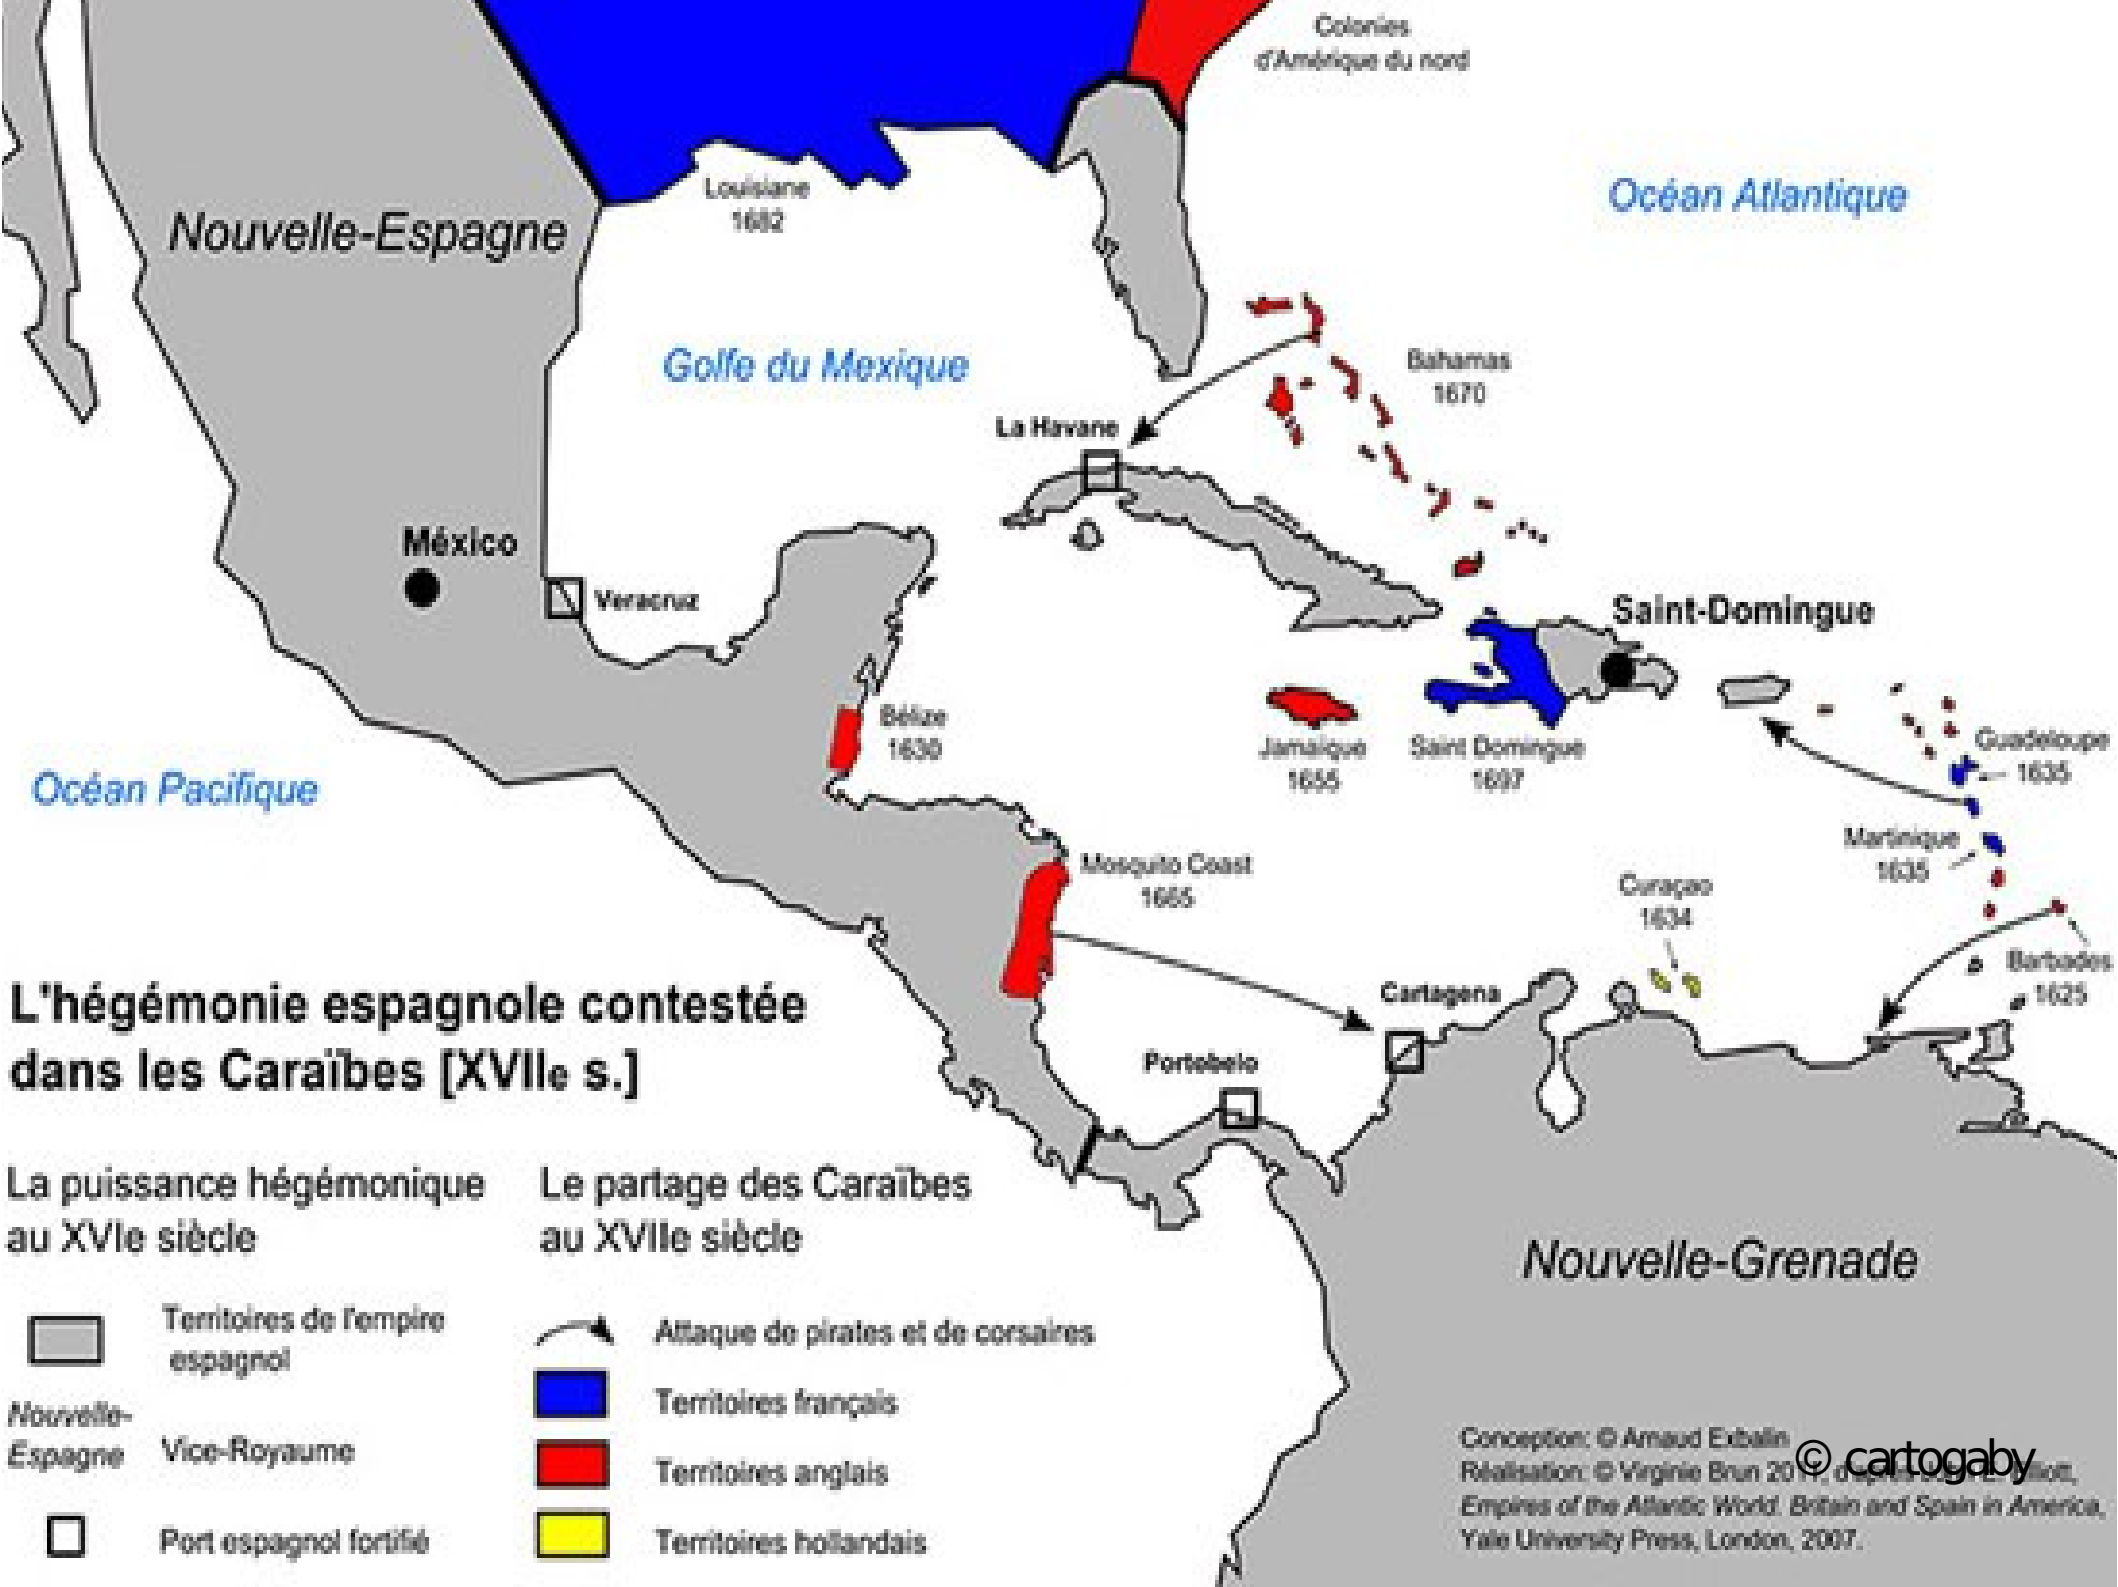 Colonies
d'Amérique du nord
Océan Atlantique
Louisiane
1682
Nouvelle-Espagne
Golfe du Mexique
Bahamas
1670
La Havane
México
Veracruz
Saint-Domingue
Bélize
1630
Jamaïque
1655
Saint Domingue
1697
Guadeloupe
1635
Océan Pacifique
Martinique
1635
Mosquito Coast
1665
Curaçao
1634
Barbades
1625
Cartagena
Portobelo
L'hégémonie espagnole contestée
dans les Caraïbes [XVIIe s.]
Nouvelle-Grenade
La puissance hégémonique
au XVIe siècle
Territoires de l'empire
espagnol
Nouvelle-
Espagne
Vice-Royaume
Port espagnol fortifié
Le partage des Caraïbes
au XVIIe siècle
Attaque de pirates et de corsaires
Territoires français
Territoires anglais
Territoires hollandais
Conception: © Arnaud Exbalin
© cartogaby
Réalisation: © Virginie Brun
Empires of the Atlantic World. Britain and Spain in America,
Yale University Press, London, 2007.